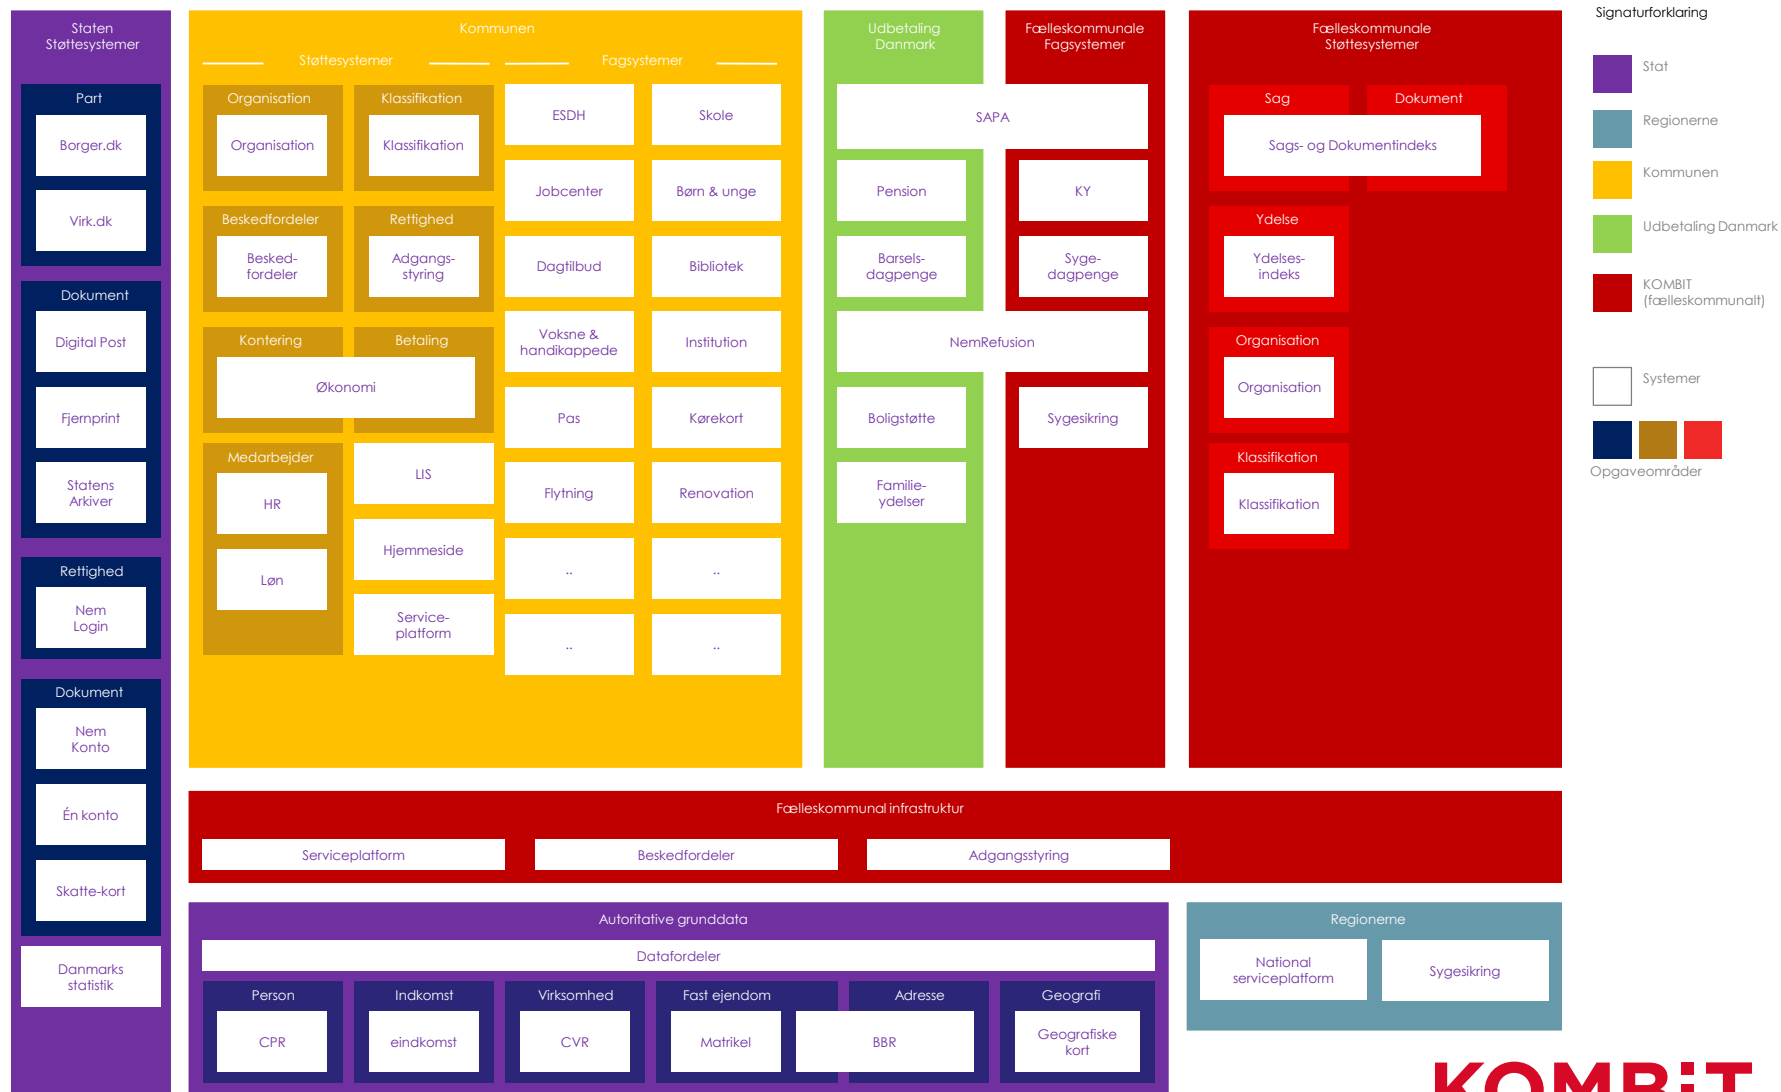 Staten
Støttesystemer
Part
Borger.dk
Virk.dk
Dokument
Digital Post
Fjernprint
Statens
Arkiver
Rettighed
Nem
Login
Dokument
Nem
Konto
Én konto
Skatte-kort
Danmarks
statistik
Kommunen
Støttesystemer
Fagsystemer
Organisation
Organisation
Klassifikation
Klassifikation
Beskedfordeler
Besked-
fordeler
Rettighed
Adgangs-
styring
Kontering
Betaling
Økonomi
Medarbejder
HR
Løn
LIS
Hjemmeside
Service-
platform
ESDH
Skole
Jobcenter
Børn & unge
Dagtilbud
Bibliotek
Voksne &
handikappede
Institution
Pas
Kørekort
Flytning
Renovation
..
..
..
..
Udbetaling
Danmark
Fælleskommunale
Fagsystemer
SAPA
Pension
KY
Barsels-
dagpenge
Syge-
dagpenge
NemRefusion
Boligstøtte
Sygesikring
Familie-
ydelser
Fælleskommunale
Støttesystemer
Sag
Dokument
Sags- og Dokumentindeks
Ydelse
Ydelses-
indeks
Organisation
Organisation
Klassifikation
Klassifikation
Fælleskommunal infrastruktur
Serviceplatform
Beskedfordeler
Adgangsstyring
Autoritative grunddata
Datafordeler
Person
CPR
Indkomst
eindkomst
Virksomhed
CVR
Fast ejendom
Matrikel
Adresse
BBR
Geografi
Geografiske
kort
Regionerne
National
serviceplatform
Sygesikring
Signaturforklaring
Stat
Regionerne
Kommunen
Udbetaling Danmark
KOMBIT
(fælleskommunalt)
Systemer
Opgaveområder
KOMBIT